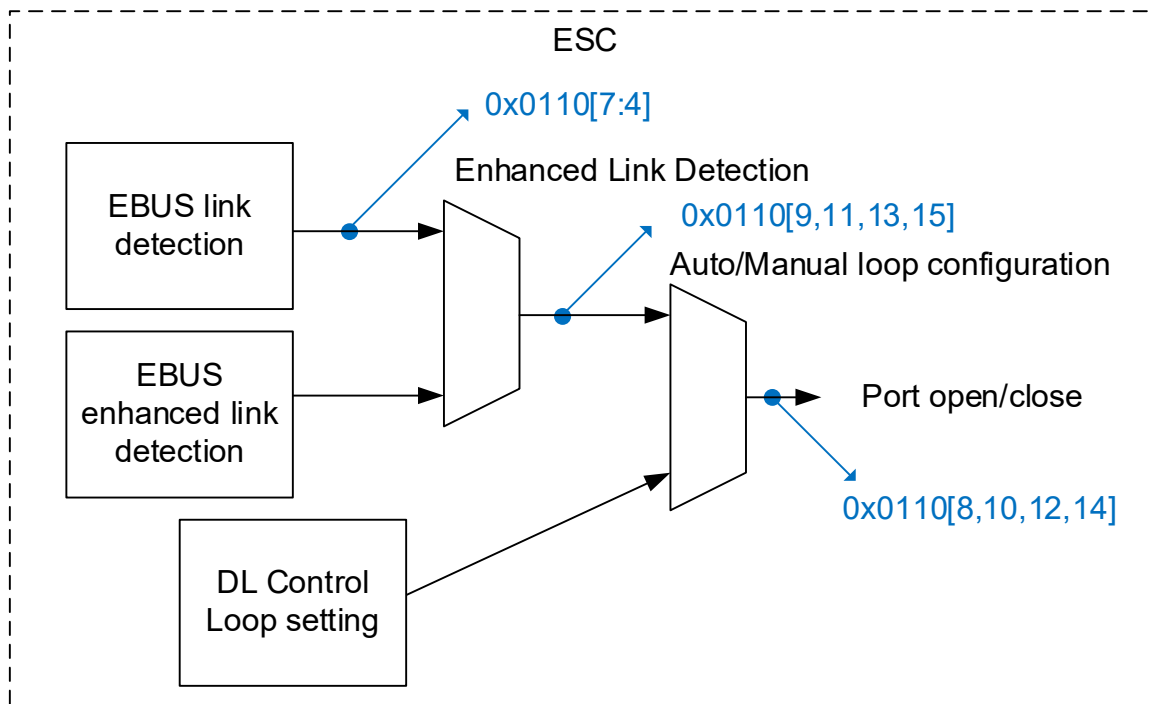 ESC
0x0110[7:4]
Enhanced Link Detection
EBUS link
detection
0x0110[9,11,13,15]
Auto/Manual loop configuration
EBUS
enhanced link
detection
Port open/close
0x0110[8,10,12,14]
DL Control
Loop setting